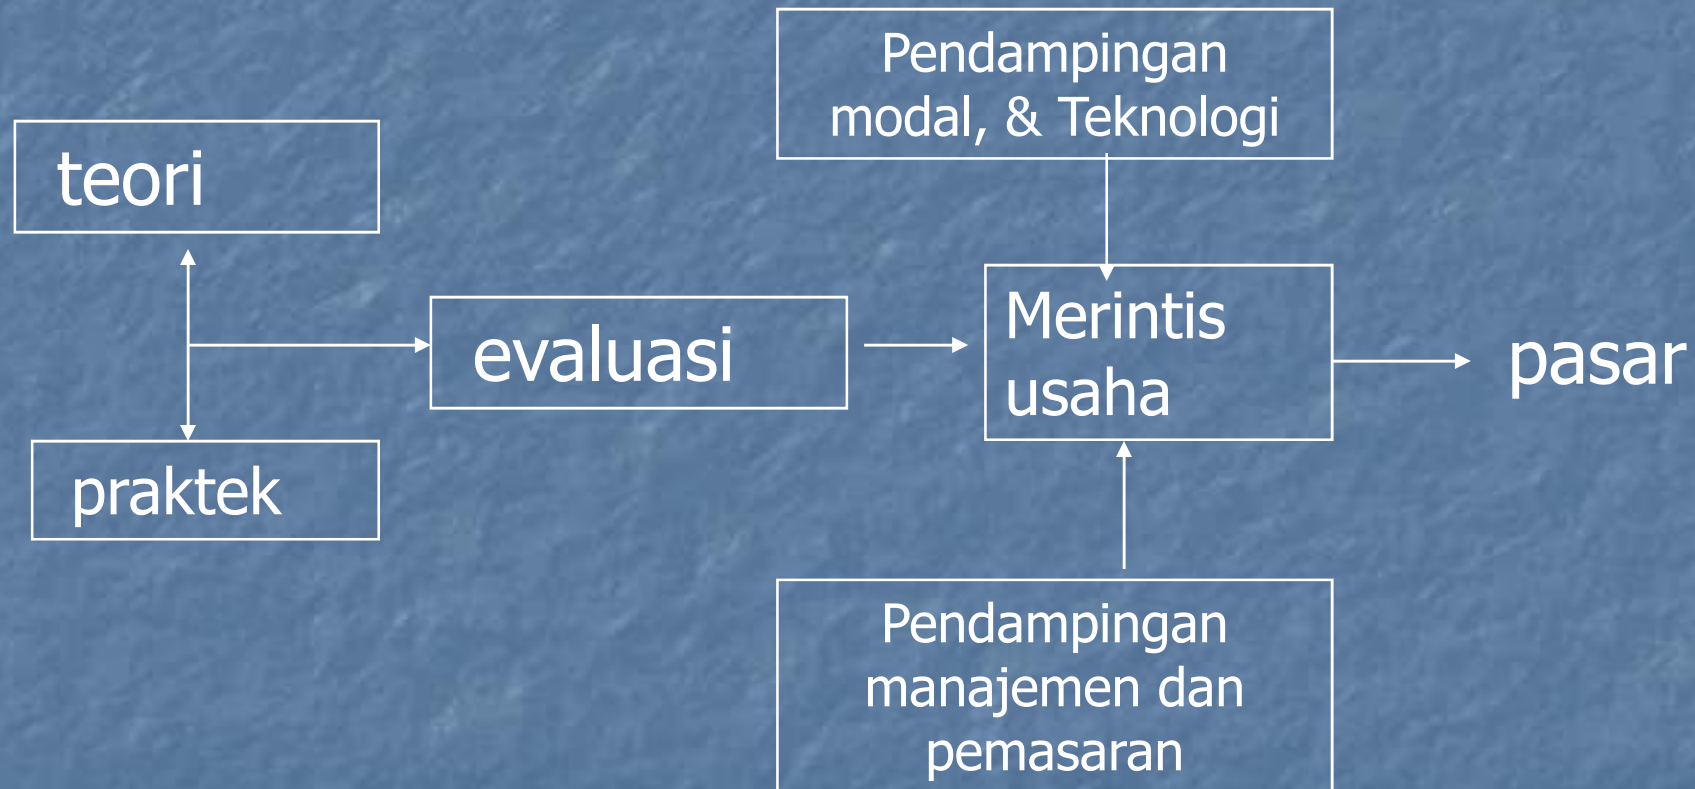 teori
praktek
evaluasi
Pendampingan
modal, & Teknologi
Merintis
usaha
Pendampingan
manajemen dan
pemasaran
pasar